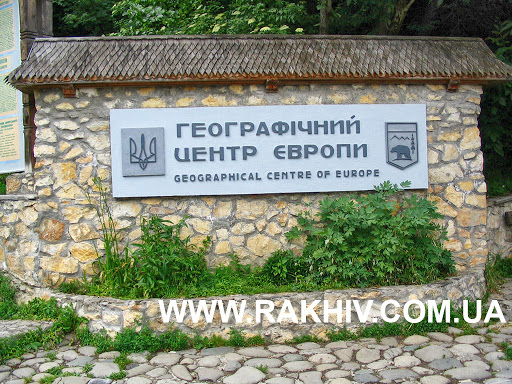 ГЕОГРАФІЧНИЙ
ЦЕНТР ЄВРОПИ
GEOGRAPHICAL CENTRE OF EUROPE
WWW.RAKHIV.COM.UA